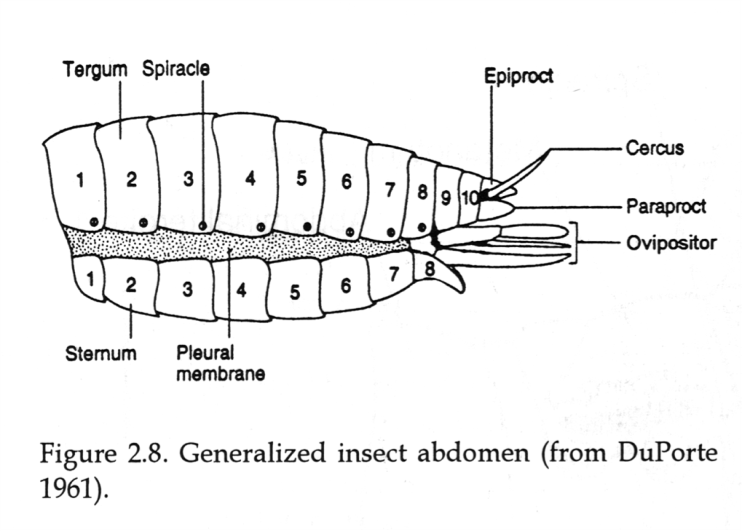 Tergum Spiracle
Epiproct
Cercus
1 2 3 4 5 6 7 8 9 10
Paraproct
Ovipositor
1 2 3 4 5 6 7 8
Sternum
Pleural
membrane
Figure 2.8. Generalized insect abdomen (from DuPorte
1961).